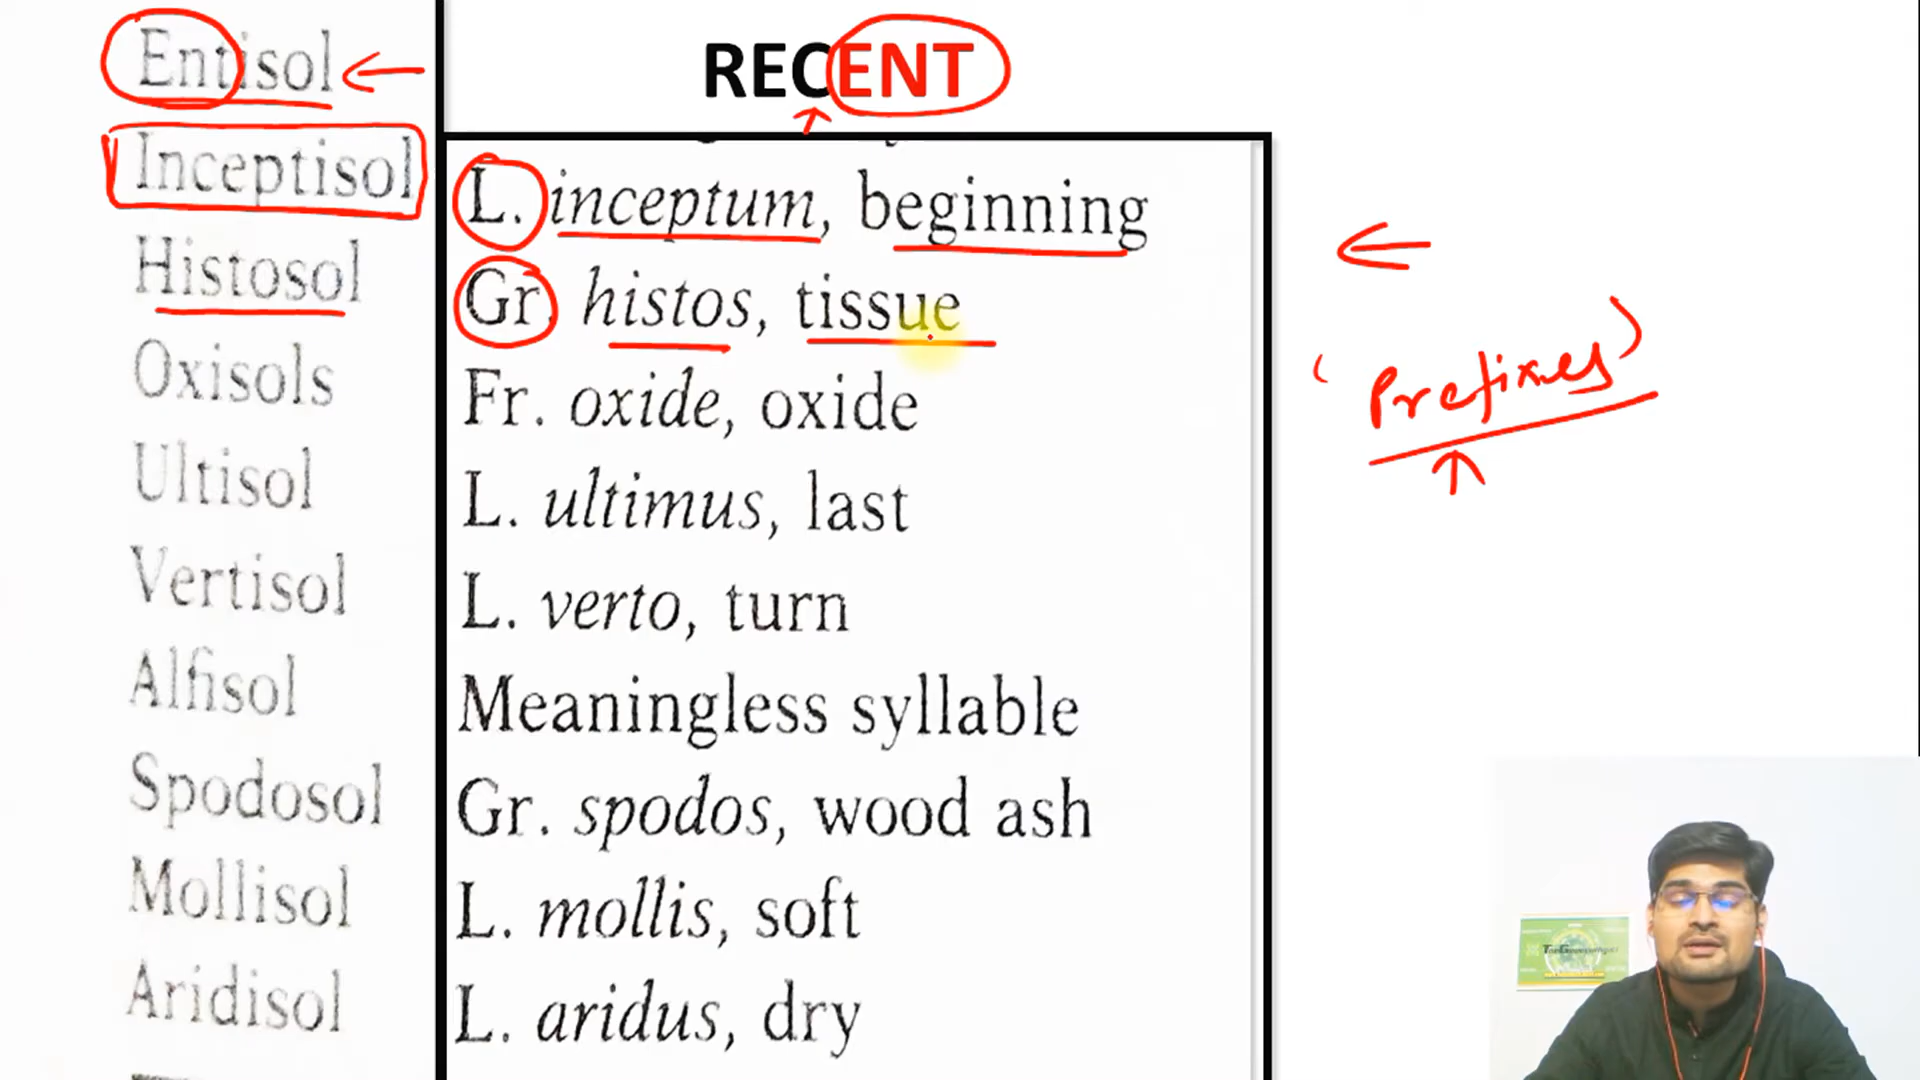 Entisol RECENT
Inceptisol L. inceptum, beginning
Histosol Gr. histos, tissue
Oxisols Fr. oxide, oxide
(Prefixes)
Ultisol L. ultimus, last
Vertisol L. verto, turn
Alfisol Meaningless syllable
Spodosol Gr. spodos, wood ash
Mollisol L. mollis, soft
Aridisol L. aridus, dry